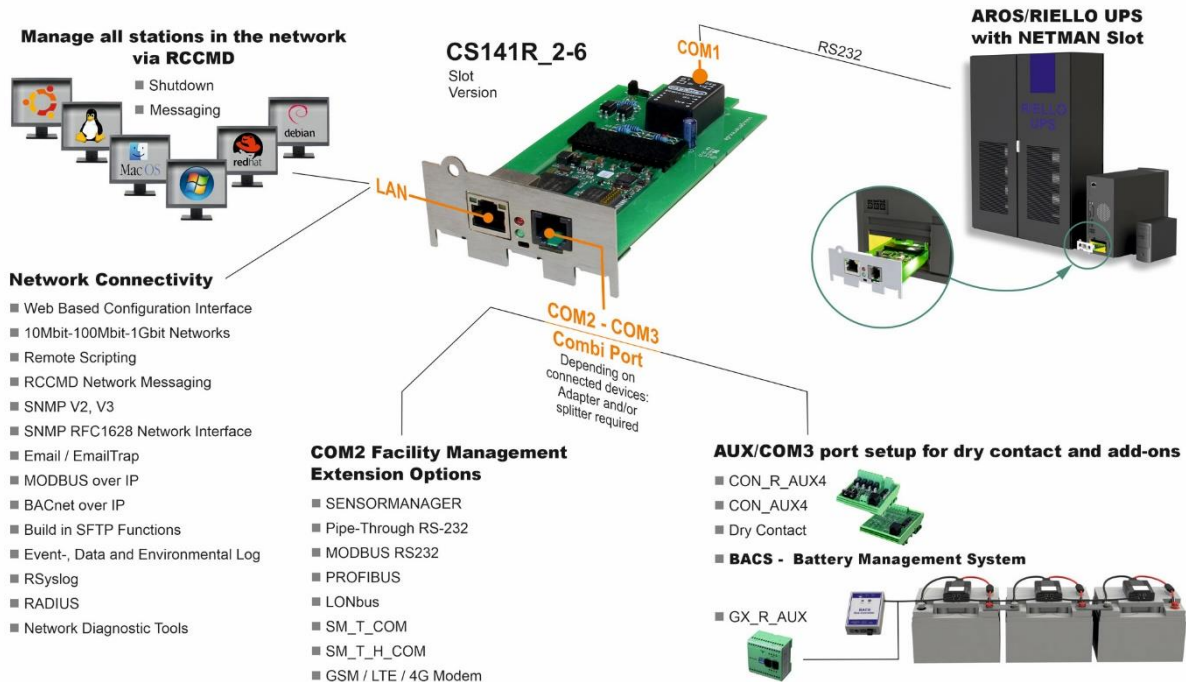 Manage all stations in the network
via RCCMD
Shutdown
Messaging
debian
redhat
Mac OS
CS141R_2-6
Slot
Version
COM1
RS232
AROS/RIELLO UPS
with NETMAN Slot
RIELLO
UPS
LAN
COM2 - COM3
Combi Port
Depending on
connected devices:
Adapter and/or
splitter required
Network Connectivity
Web Based Configuration Interface
10Mbit-100Mbit-1Gbit Networks
Remote Scripting
RCCMD Network Messaging
SNMP V2, V3
SNMP RFC1628 Network Interface
Email / EmailTrap
MODBUS over IP
BACnet over IP
Build in SFTP Functions
Event-, Data and Environmental Log
RSyslog
RADIUS
Network Diagnostic Tools
COM2 Facility Management
Extension Options
SENSORMANAGER
Pipe-Through RS-232
MODBUS RS232
PROFIBUS
LONbus
SM_T_COM
SM_T_H_COM
GSM / LTE / 4G Modem
AUX/COM3 port setup for dry contact and add-ons
CON_R_AUX4
CON_AUX4
Dry Contact
BACS - Battery Management System
GX_R_AUX
BACS